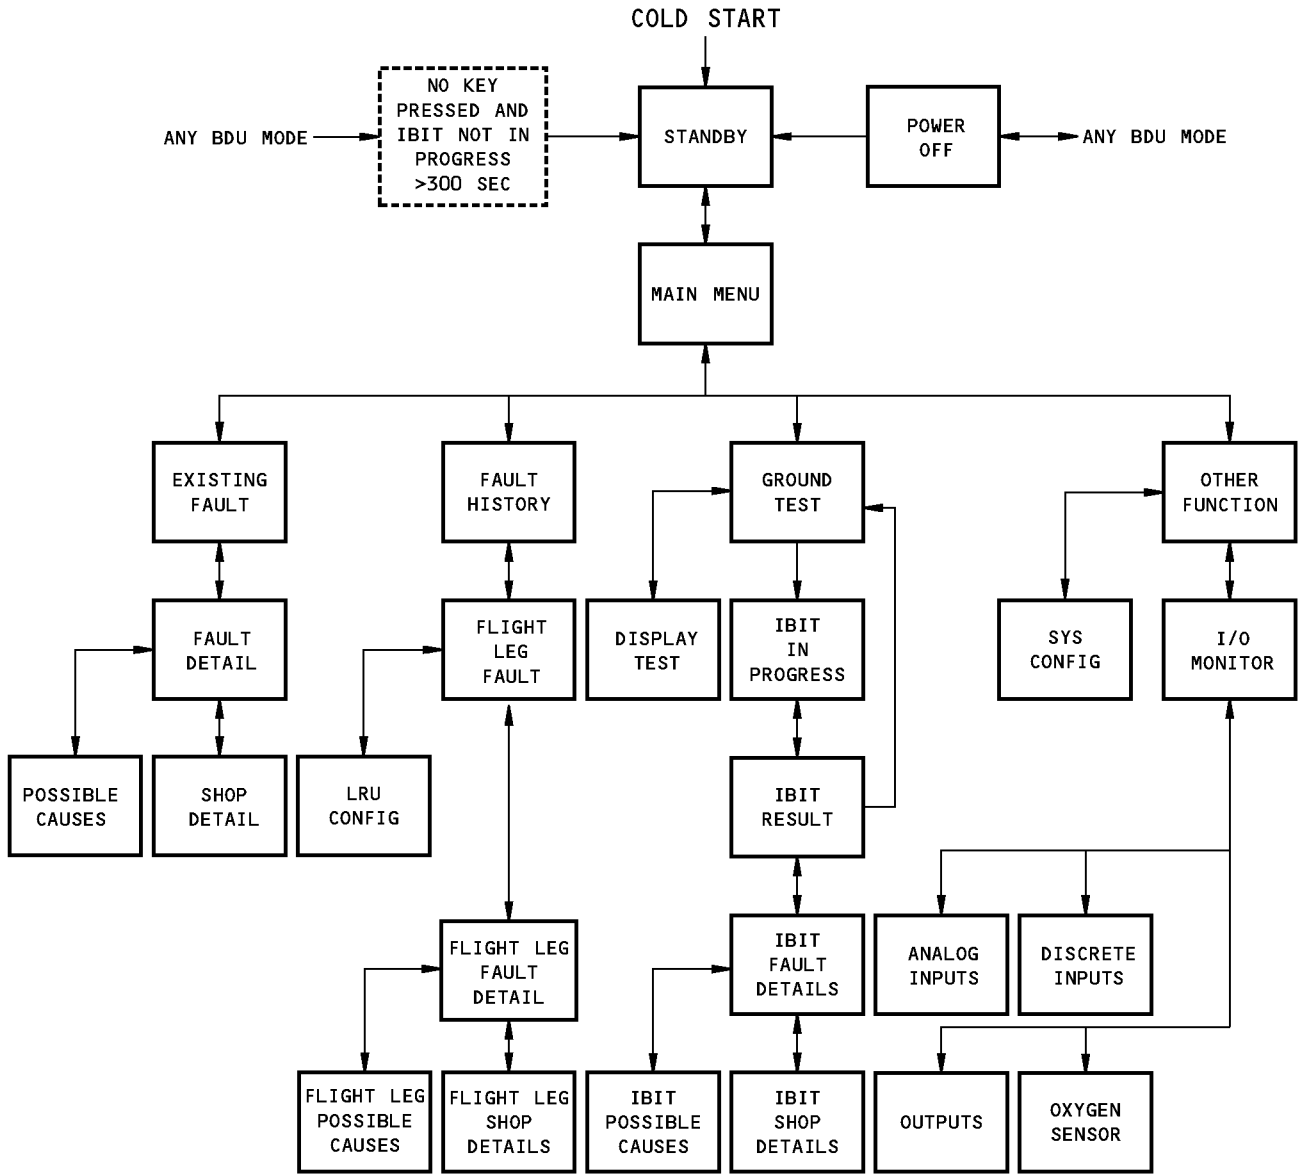 COLD START
NO KEY
PRESSED AND
IBIT NOT IN
PROGRESS
>300 SEC
ANY BDU MODE
STANDBY
POWER
OFF
ANY BDU MODE
MAIN MENU
EXISTING
FAULT
FAULT
HISTORY
GROUND
TEST
OTHER
FUNCTION
FAULT
DETAIL
FLIGHT
LEG
FAULT
DISPLAY
TEST
IBIT
IN
PROGRESS
SYS
CONFIG
I/O
MONITOR
POSSIBLE
CAUSES
SHOP
DETAIL
LRU
CONFIG
IBIT
RESULT
FLIGHT LEG
FAULT
DETAIL
IBIT
FAULT
DETAILS
ANALOG
INPUTS
DISCRETE
INPUTS
FLIGHT LEG
POSSIBLE
CAUSES
FLIGHT LEG
SHOP
DETAILS
IBIT
POSSIBLE
CAUSES
IBIT
SHOP
DETAILS
OUTPUTS
OXYGEN
SENSOR